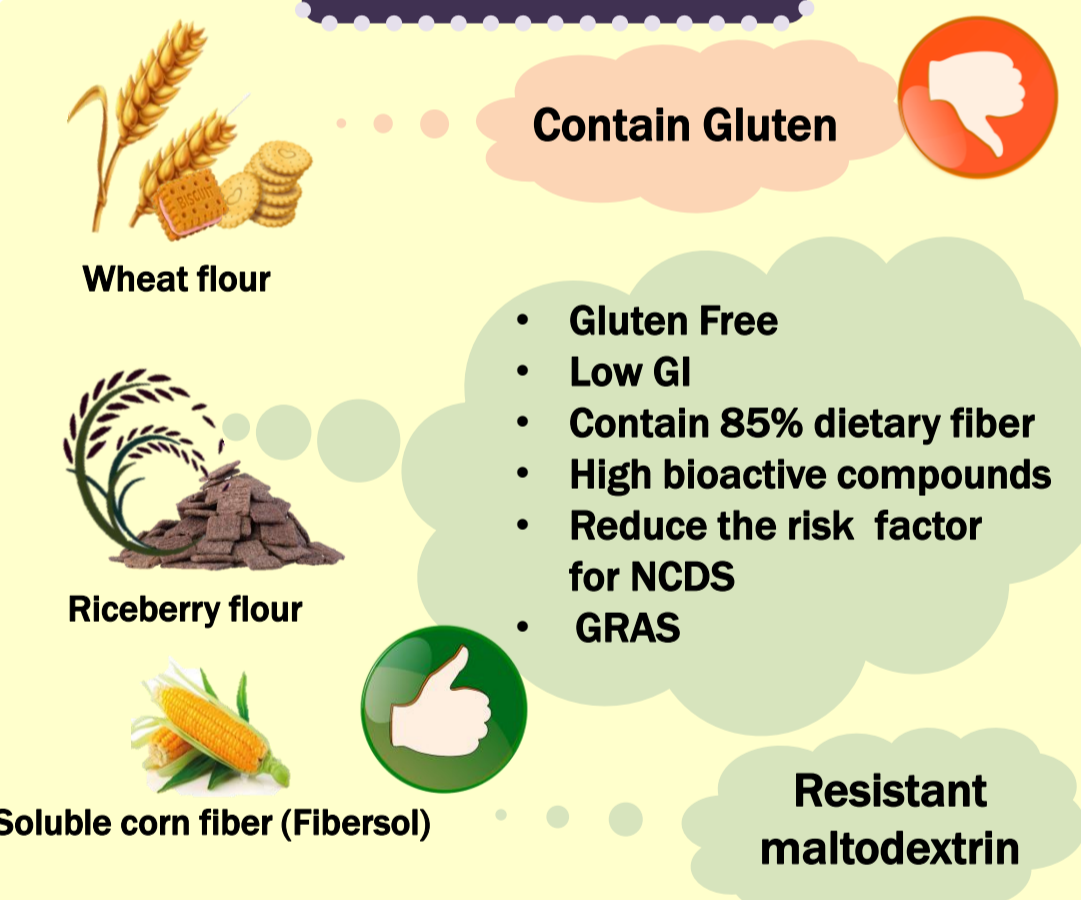 Contain Gluten
BISCUIT
Wheat flour
• Gluten Free
• Low GI
• Contain 85% dietary fiber
• High bioactive compounds
• Reduce the risk factor
for NCDS
• GRAS
Riceberry flour
Soluble corn fiber (Fibersol)
Resistant
maltodextrin